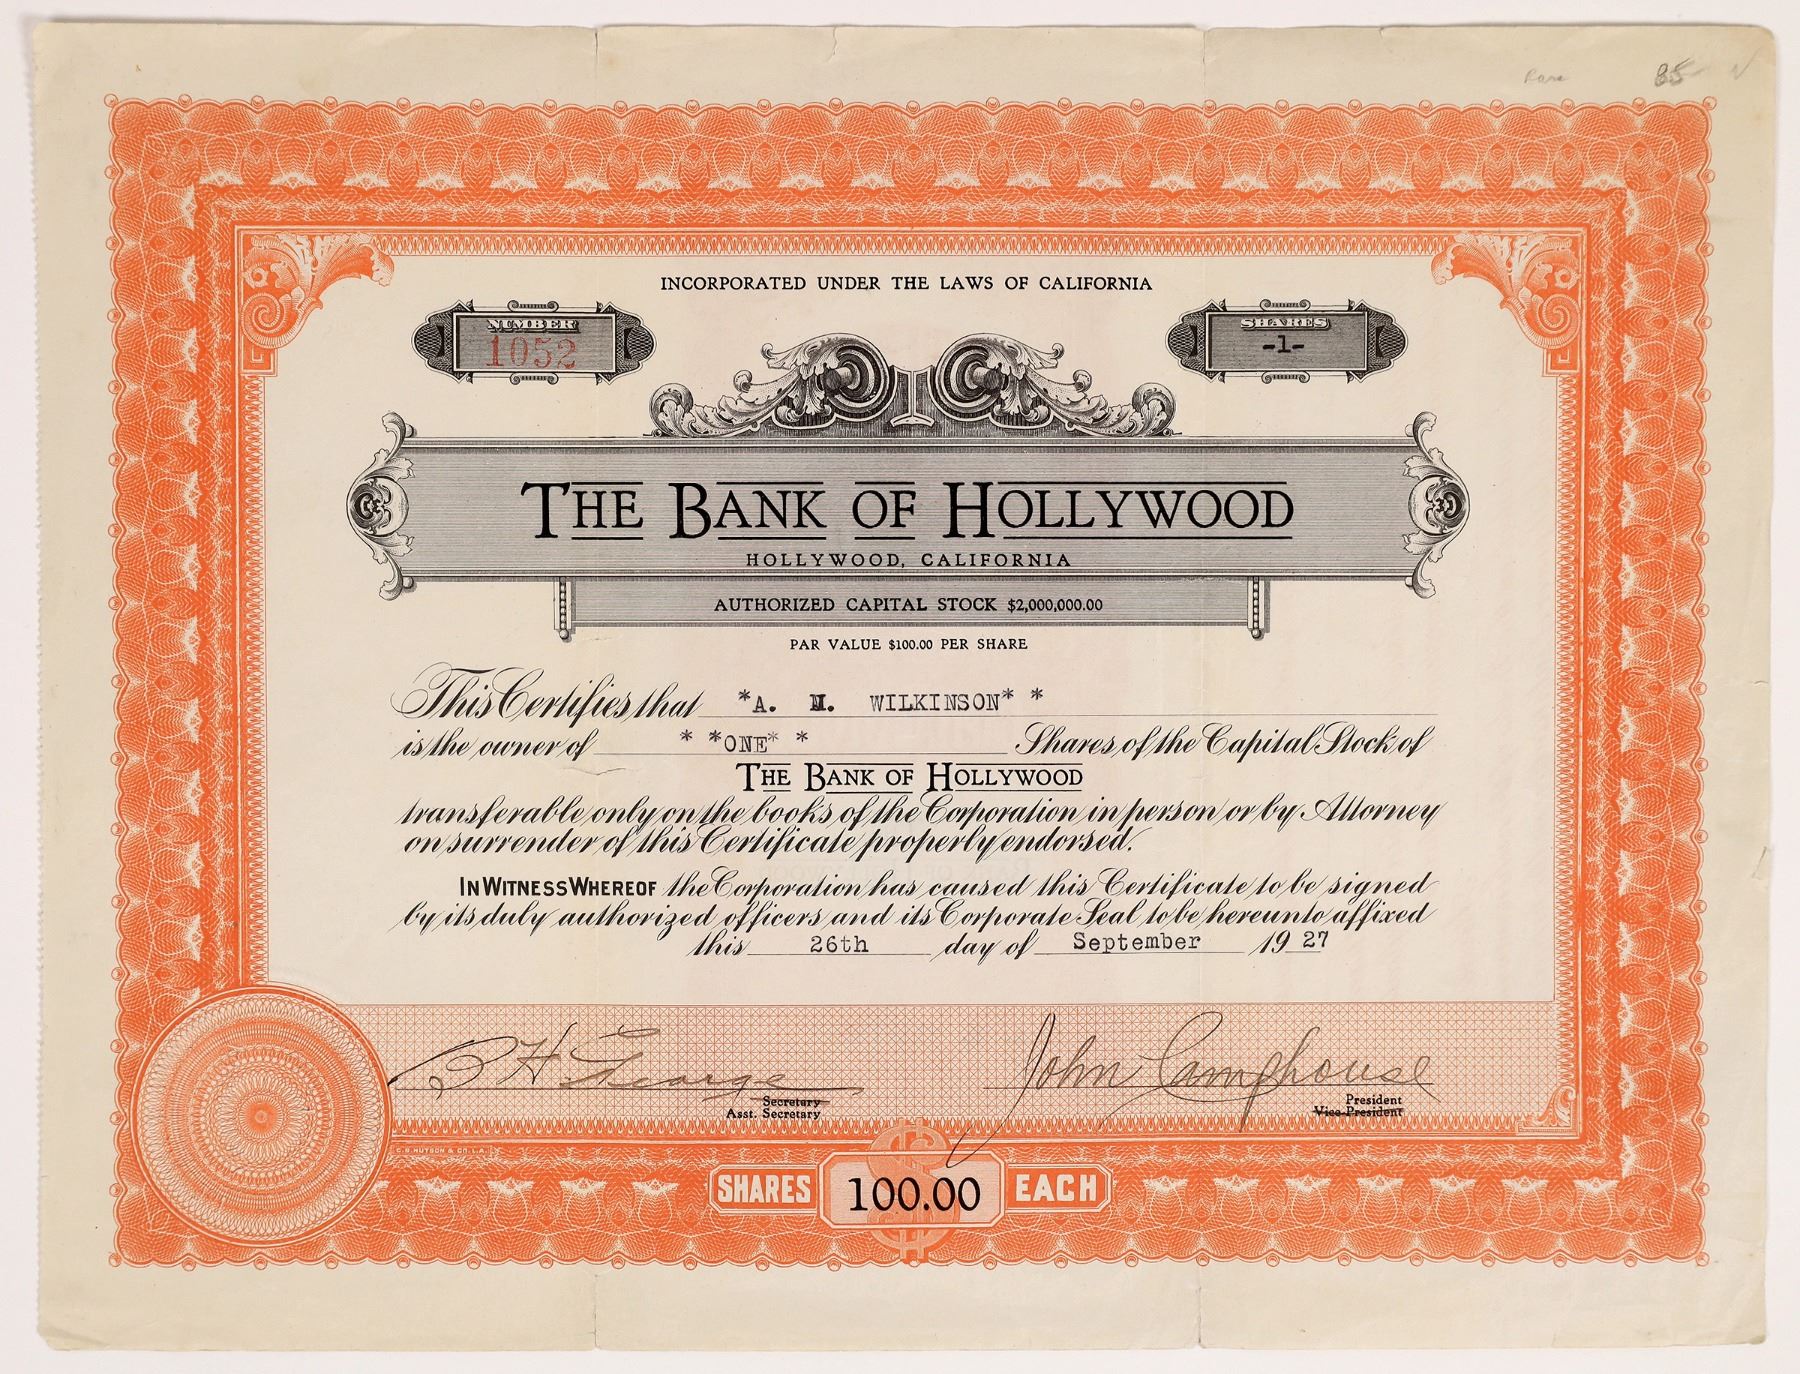 Rare 85
INCORPORATED UNDER THE LAWS OF CALIFORNIA
NUMBER
1052
SHARES
-1-
THE BANK OF HOLLYWOOD
HOLLYWOOD, CALIFORNIA
AUTHORIZED CAPITAL STOCK $2,000,000.00
PAR VALUE $100.00 PER SHARE
This Certifies that *A. M. WILKINSON* *
is the owner of * *ONE* * Shares of the Capital Stock of
THE BANK OF HOLLYWOOD
transferable only on the books of the Corporation in person or by Attorney
on surrender of this Certificate properly endorsed.
IN WITNESS WHEREOF the Corporation has caused this Certificate to be signed
by its duly authorized officers and its Corporate Seal to be hereunto affixed
this 26th day of September 1927
B H George
John Lamphouse
Secretary
Asst. Secretary
President
Vice-President
SHARES 100.00 EACH